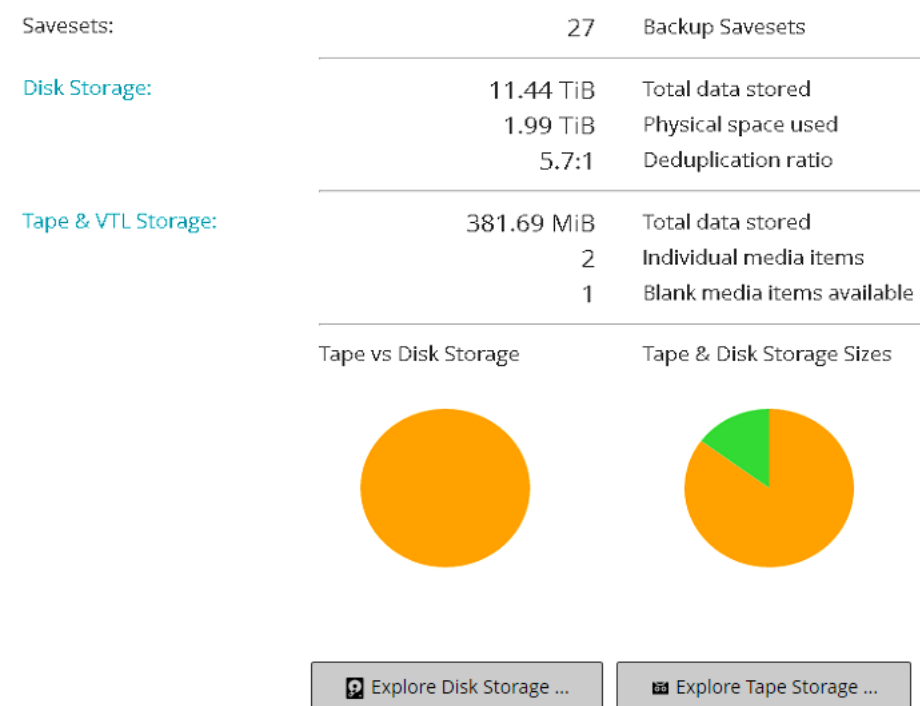 Savesets: 27 Backup Savesets
Disk Storage: 11.44 TiB Total data stored
1.99 TiB Physical space used
5.7:1 Deduplication ratio
Tape & VTL Storage: 381.69 MiB Total data stored
2 Individual media items
1 Blank media items available
Tape vs Disk Storage Tape & Disk Storage Sizes
Explore Disk Storage ... Explore Tape Storage ...